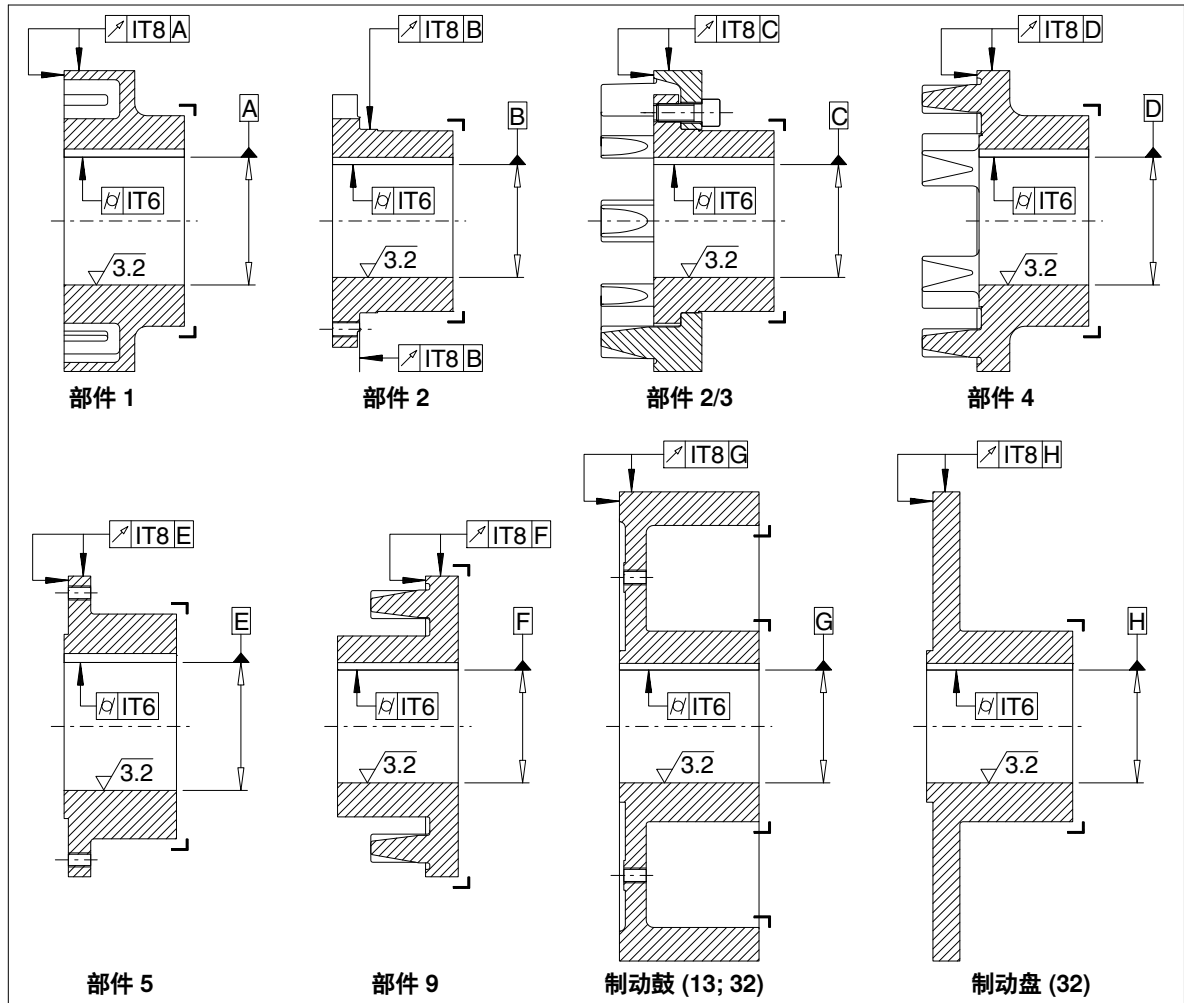 IT8 A
IT8 B
IT8 C
IT8 D
A
B
C
D
IT6
IT6
IT6
IT6
3.2
3.2
3.2
3.2
IT8 B
部件 1
部件 2
部件 2/3
部件 4
IT8 G
IT8 H
IT8 E
IT8 F
E
F
G
H
IT6
IT6
IT6
IT6
3.2
3.2
3.2
3.2
部件 5
部件 9
制动鼓 (13; 32)
制动盘 (32)